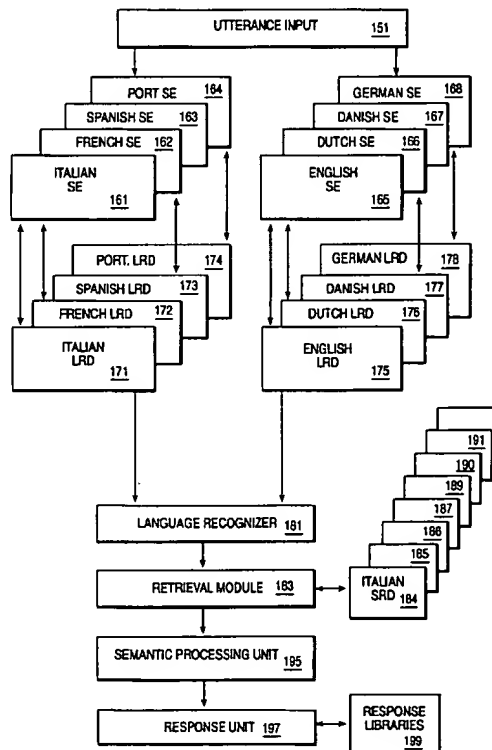 UTTERANCE INPUT 151
PORT SE 164
SPANISH SE 163
FRENCH SE 162
ITALIAN
SE
161
GERMAN SE 168
DANISH SE 167
DUTCH SE 166
ENGLISH
SE
165
PORT. LRD 174
SPANISH LRD 173
FRENCH LRD 172
ITALIAN
LRD
171
GERMAN LRD 178
DANISH LRD 177
DUTCH LRD 176
ENGLISH
LRD
175
191
190
189
187
186
185
ITALIAN
SRD
184
LANGUAGE RECOGNIZER 181
RETRIEVAL MODULE 183
SEMANTIC PROCESSING UNIT
195
RESPONSE UNIT 197
RESPONSE
LIBRARIES
199